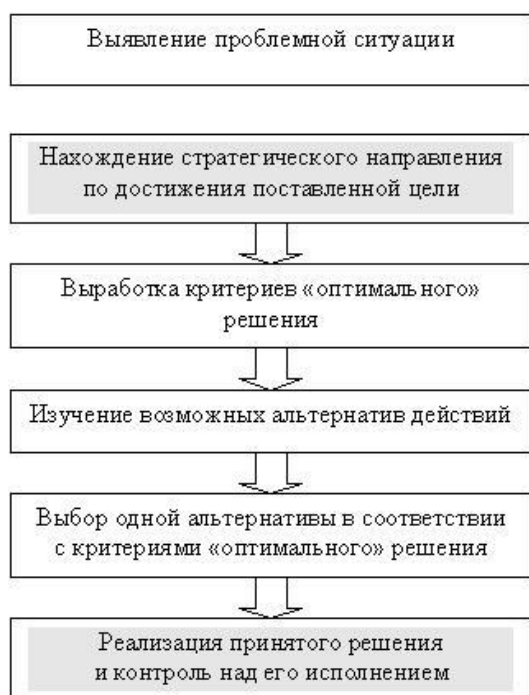 Выявление проблемной ситуации
Нахождение стратегического направления
по достижения поставленной цели
Выработка критериев «оптимального»
решения
Изучение возможных альтернатив действий
Выбор одной альтернативы в соответствии
с критериями «оптимального» решения
Реализация принятого решения
и контроль над его исполнением